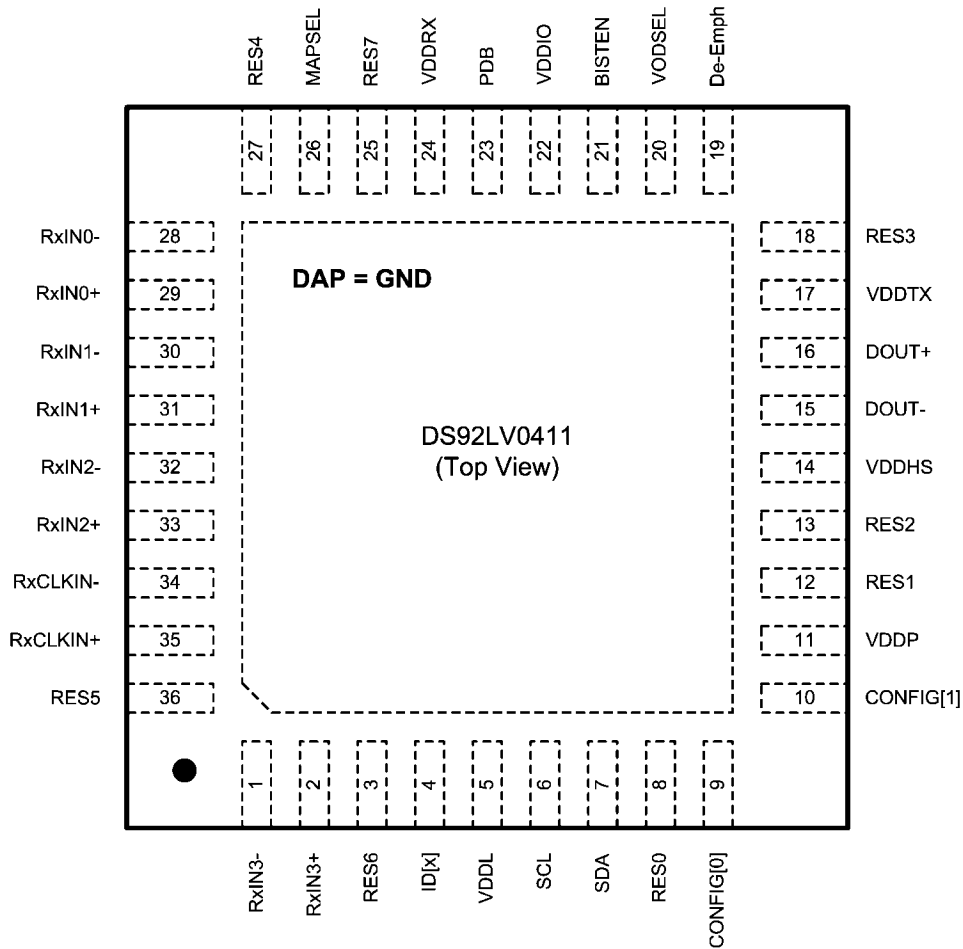 RES4
MAPSEL
RES7
VDDRX
PDB
VDDIO
BISTEN
VODSEL
De-Emph
27
26
25
24
23
22
21
20
19
RxIN0- 28
RxIN0+ 29
RxIN1- 30
RxIN1+ 31
RxIN2- 32
RxIN2+ 33
RxCLKIN- 34
RxCLKIN+ 35
RES5 36
DAP = GND
DS92LV0411
(Top View)
18 RES3
17 VDDTX
16 DOUT+
15 DOUT-
14 VDDHS
13 RES2
12 RES1
11 VDDP
10 CONFIG[1]
1
2
3
4
5
6
7
8
9
RxIN3-
RxIN3+
RES6
ID[x]
VDDL
SCL
SDA
RES0
CONFIG[0]